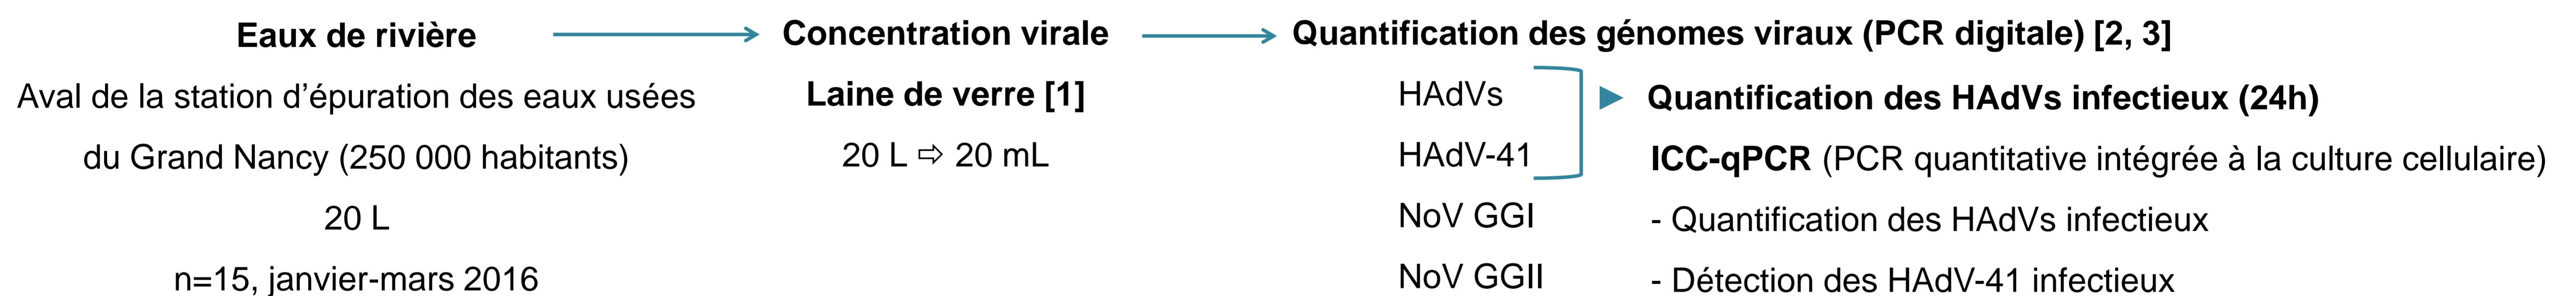 Eaux de rivière
Aval de la station d'épuration des eaux usées
du Grand Nancy (250 000 habitants)
20 L
n=15, janvier-mars 2016
Concentration virale
Laine de verre [1]
20 L ⇨ 20 mL
Quantification des génomes viraux (PCR digitale) [2, 3]
HAdVs
HAdV-41
NoV GGI
NoV GGII
Quantification des HAdVs infectieux (24h)
ICC-qPCR (PCR quantitative intégrée à la culture cellulaire)
- Quantification des HAdVs infectieux
- Détection des HAdV-41 infectieux